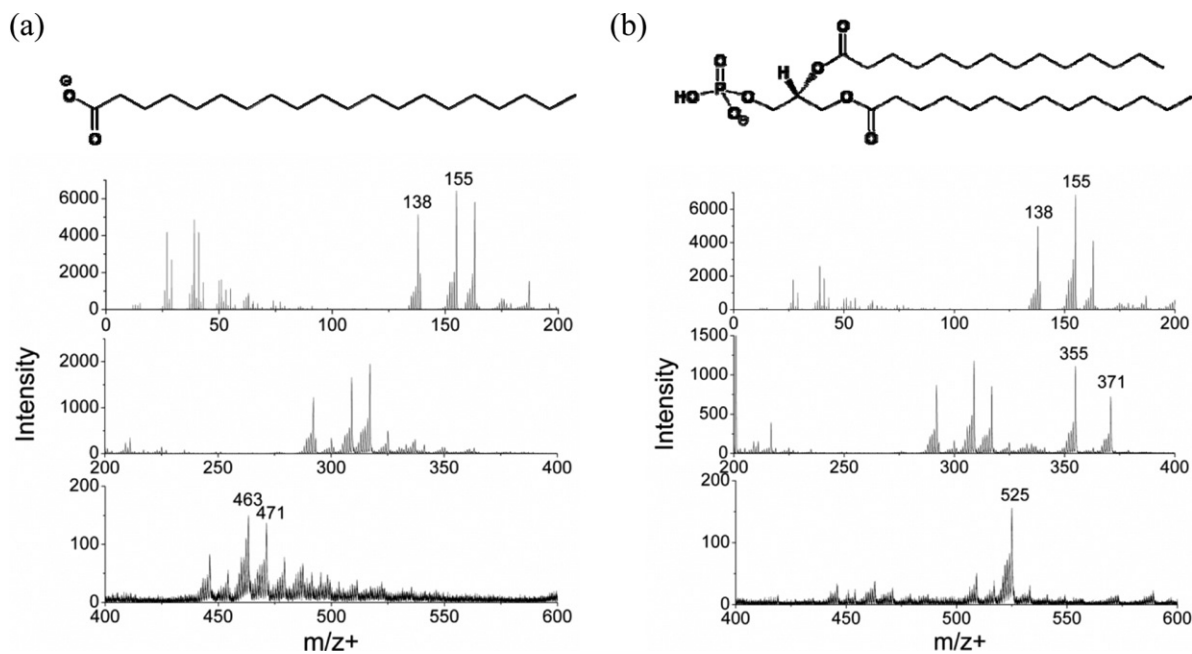 (a)
(b)
O
O
O
O
O
H
HO P O O
O
O
138 155
6000
4000
2000
0
0 50 100 150 200
2000
1000
0
200 250 300 350 400
Intensity
200
463 471
100
0
400 450 500 550 600
m/z+
138 155
6000
4000
2000
0
0 50 100 150 200
1500
1000
500
0
355 371
200 250 300 350 400
Intensity
200
525
100
0
400 450 500 550 600
m/z+